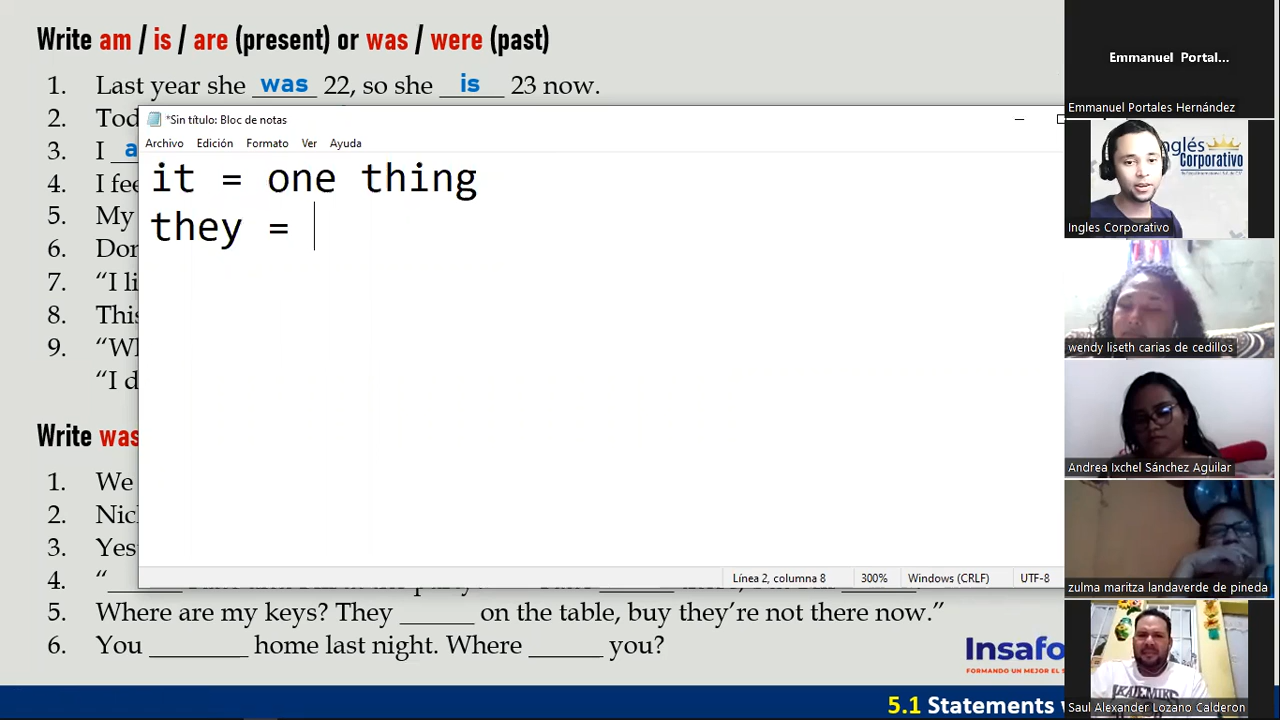 Write am / is / are (present) or was / were (past)
1. Last year she was 22, so she is 23 now.
2. Tod
3. I a
4. I fee
5. My
6. Don
7. “I li
8. This
9. “Wh
“I d
*Sin título: Bloc de notas
Archivo Edición Formato Ver Ayuda
it = one thing
they =
Línea 2, columna 8 300% Windows (CRLF) UTF-8
Write was
1. We
2. Nicl
3. Yes
4. “
5. Where are my keys? They ______ on the table, buy they’re not there now.”
6. You ________ home last night. Where ______ you?
Insafo
FORMANDO UN MEJOR EL S
5.1 Statements w
Emmanuel Portal...
Emmanuel Portales Hernández
Inglés
Corporativo
Ingles Corporativo
wendy liseth carias de cedillos
Andrea Ixchel Sánchez Aguilar
zulma maritza landaverde de pineda
Saul Alexander Lozano Calderon